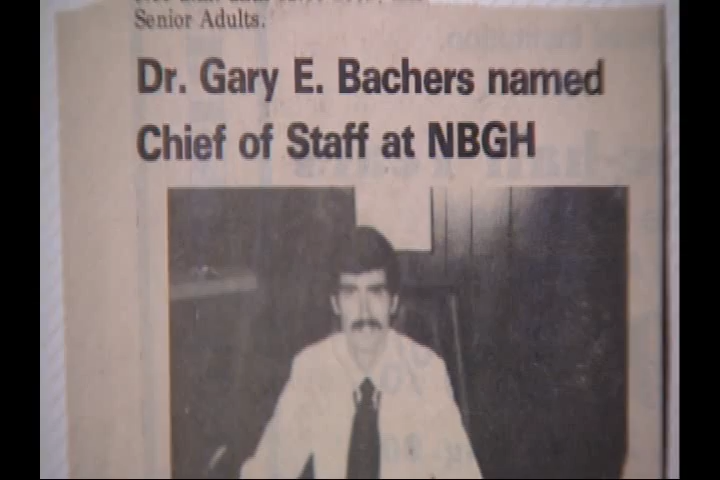 Senior Adults.
Dr. Gary E. Bachers named
Chief of Staff at NBGH